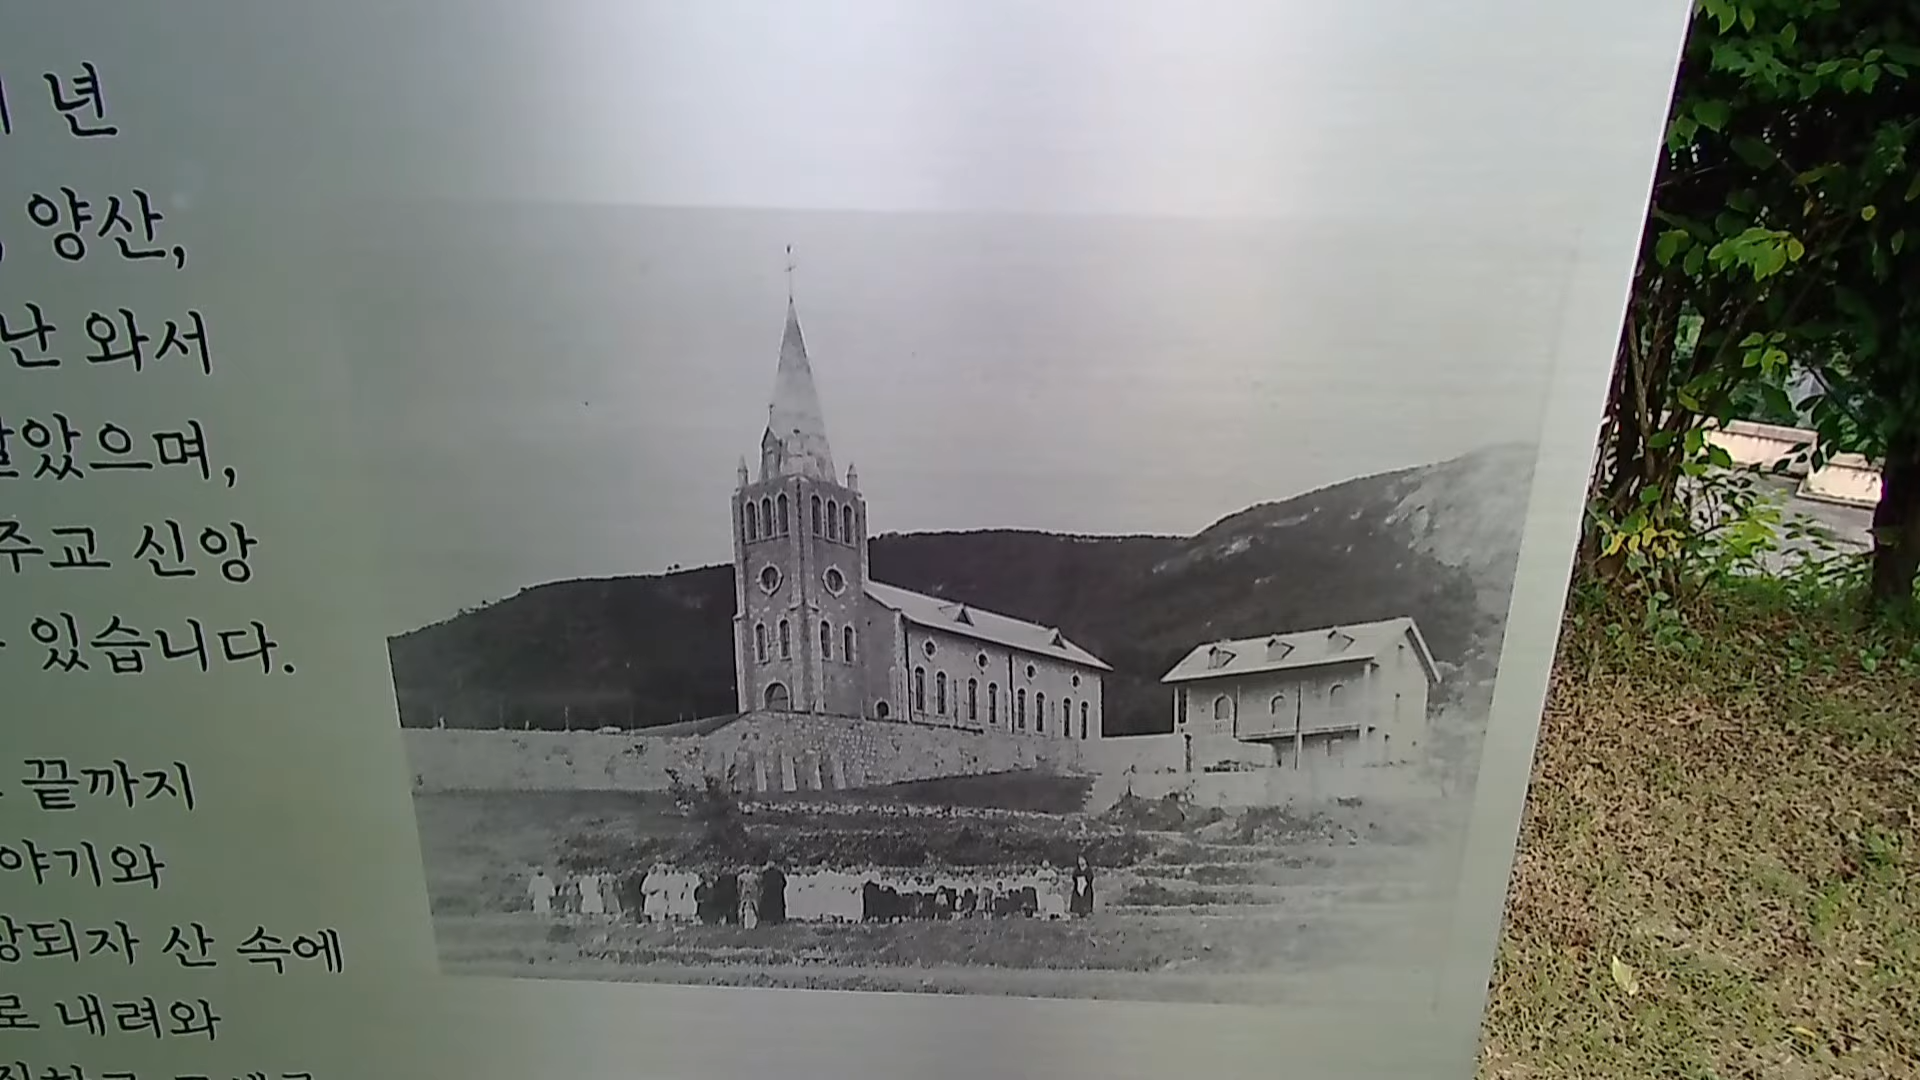 년
양산,
난 와서
았으며,
주교 신앙
있습니다.
끝까지
야기와
되자 산 속에
로 내려와